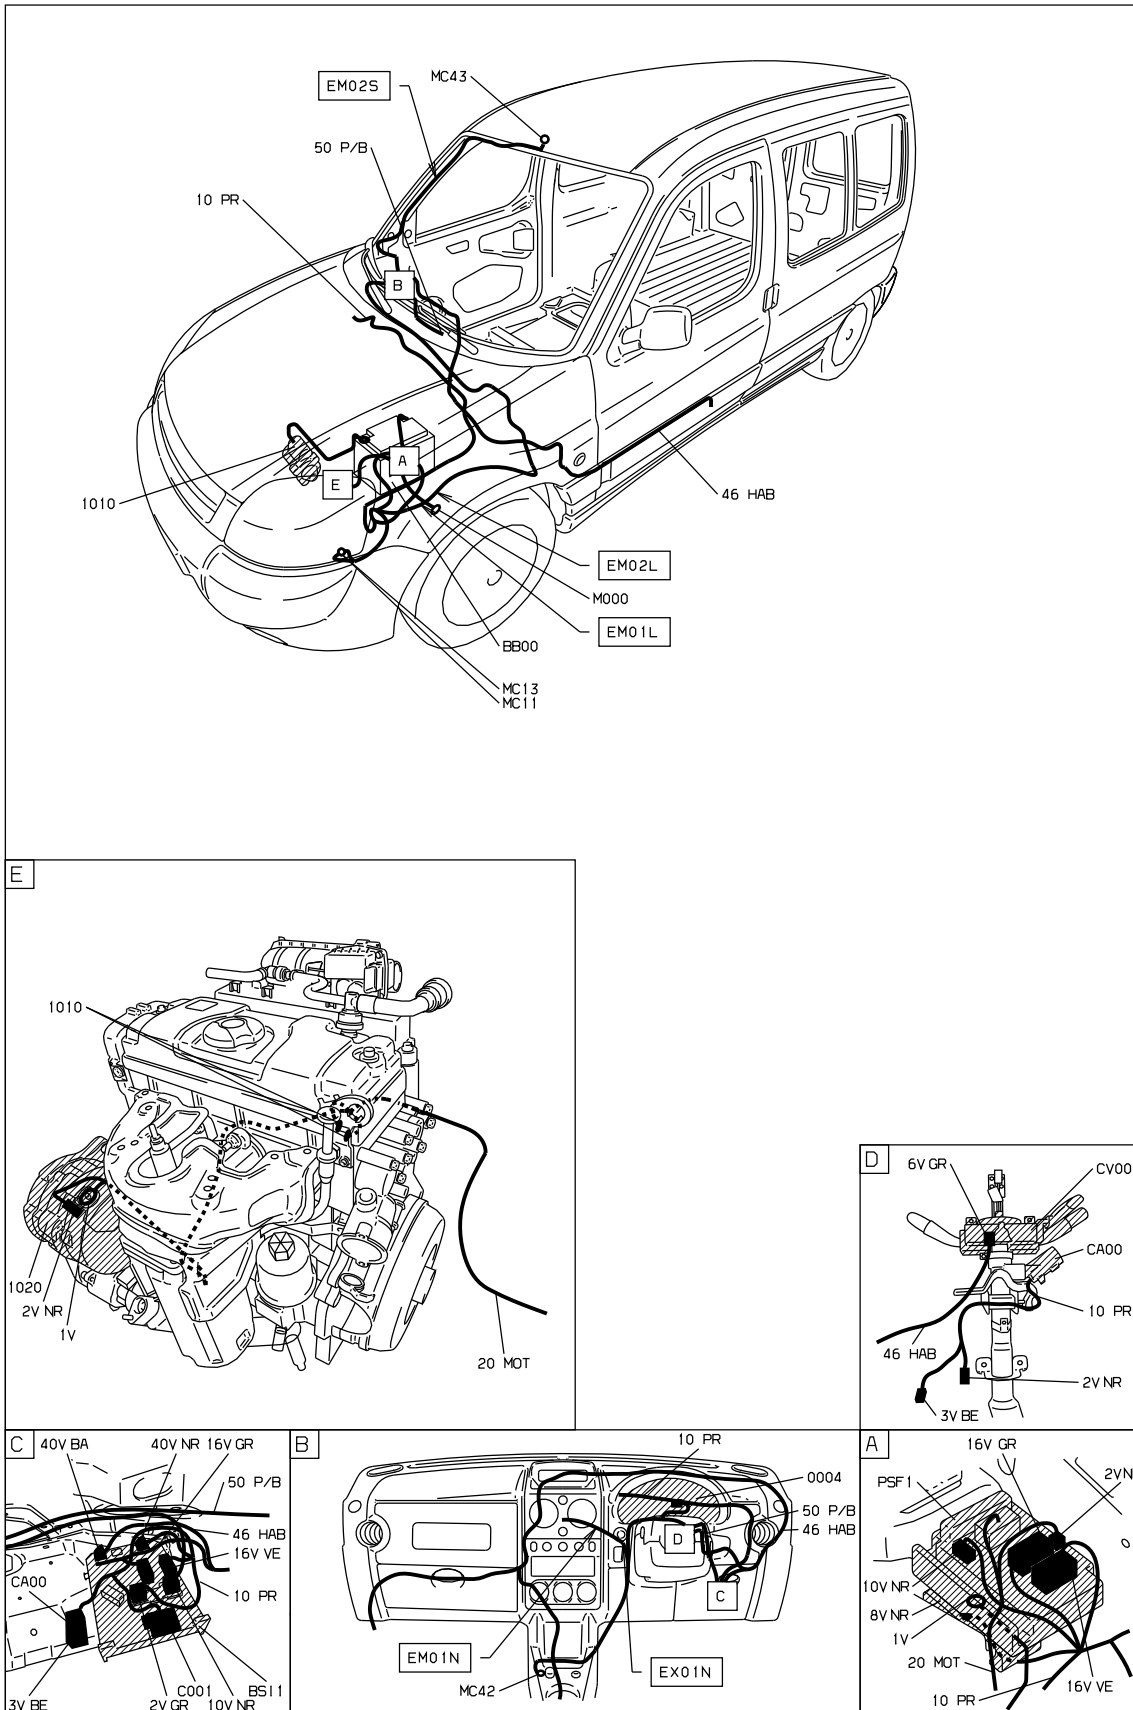 EM02S
MC43
50 P/B
10 PR
B
A
E
1010
46 HAB
EM02L
M000
EM01L
BB00
MC13
MC11
E
1010
1020
2V NR
1V
20 MOT
D
6V GR
CV00
CA00
10 PR
46 HAB
2V NR
3V BE
C
40V BA
40V NR
16V GR
50 P/B
46 HAB
16V VE
CA00
10 PR
3V BE
2V GR
C001
10V NR
BSI1
B
10 PR
0004
50 P/B
46 HAB
D
C
EM01N
MC42
EX01N
A
16V GR
PSF1
2V N
10V NR
8V NR
1V
20 MOT
10 PR
16V VE